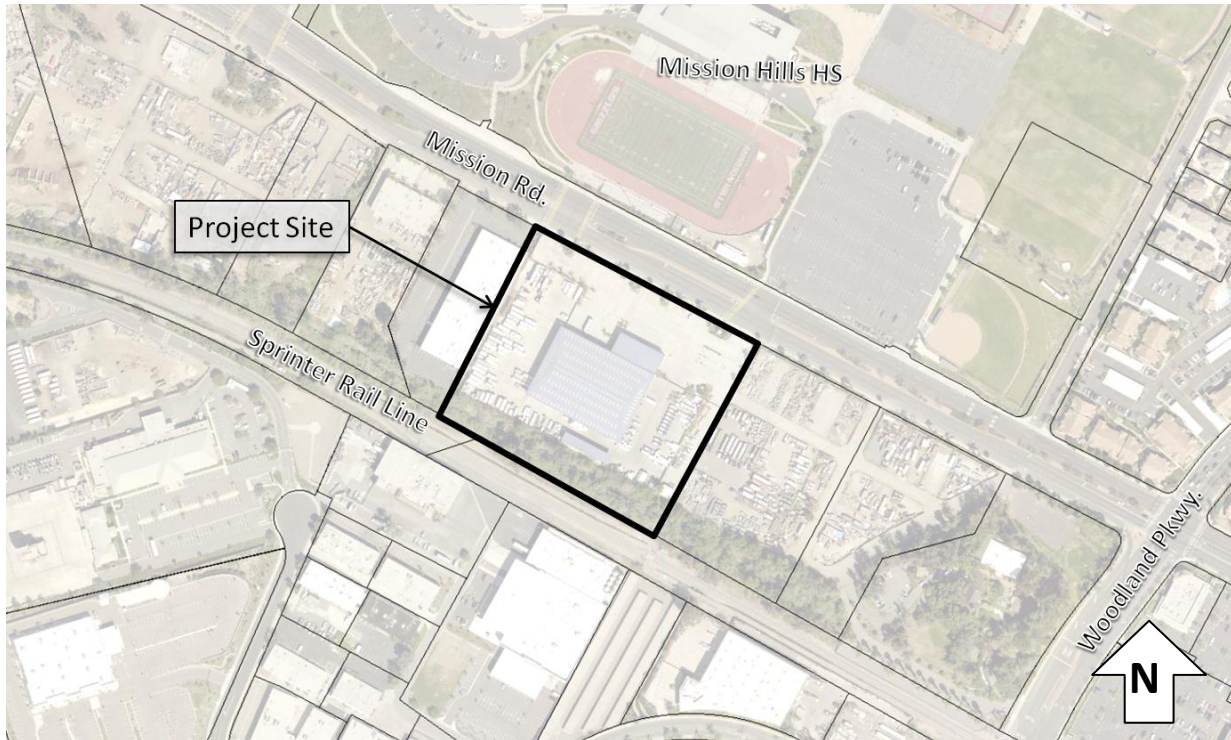 Mission Hills HS
Mission Rd.
Project Site
Sprinter Rail Line
Woodland Pkwy.
N